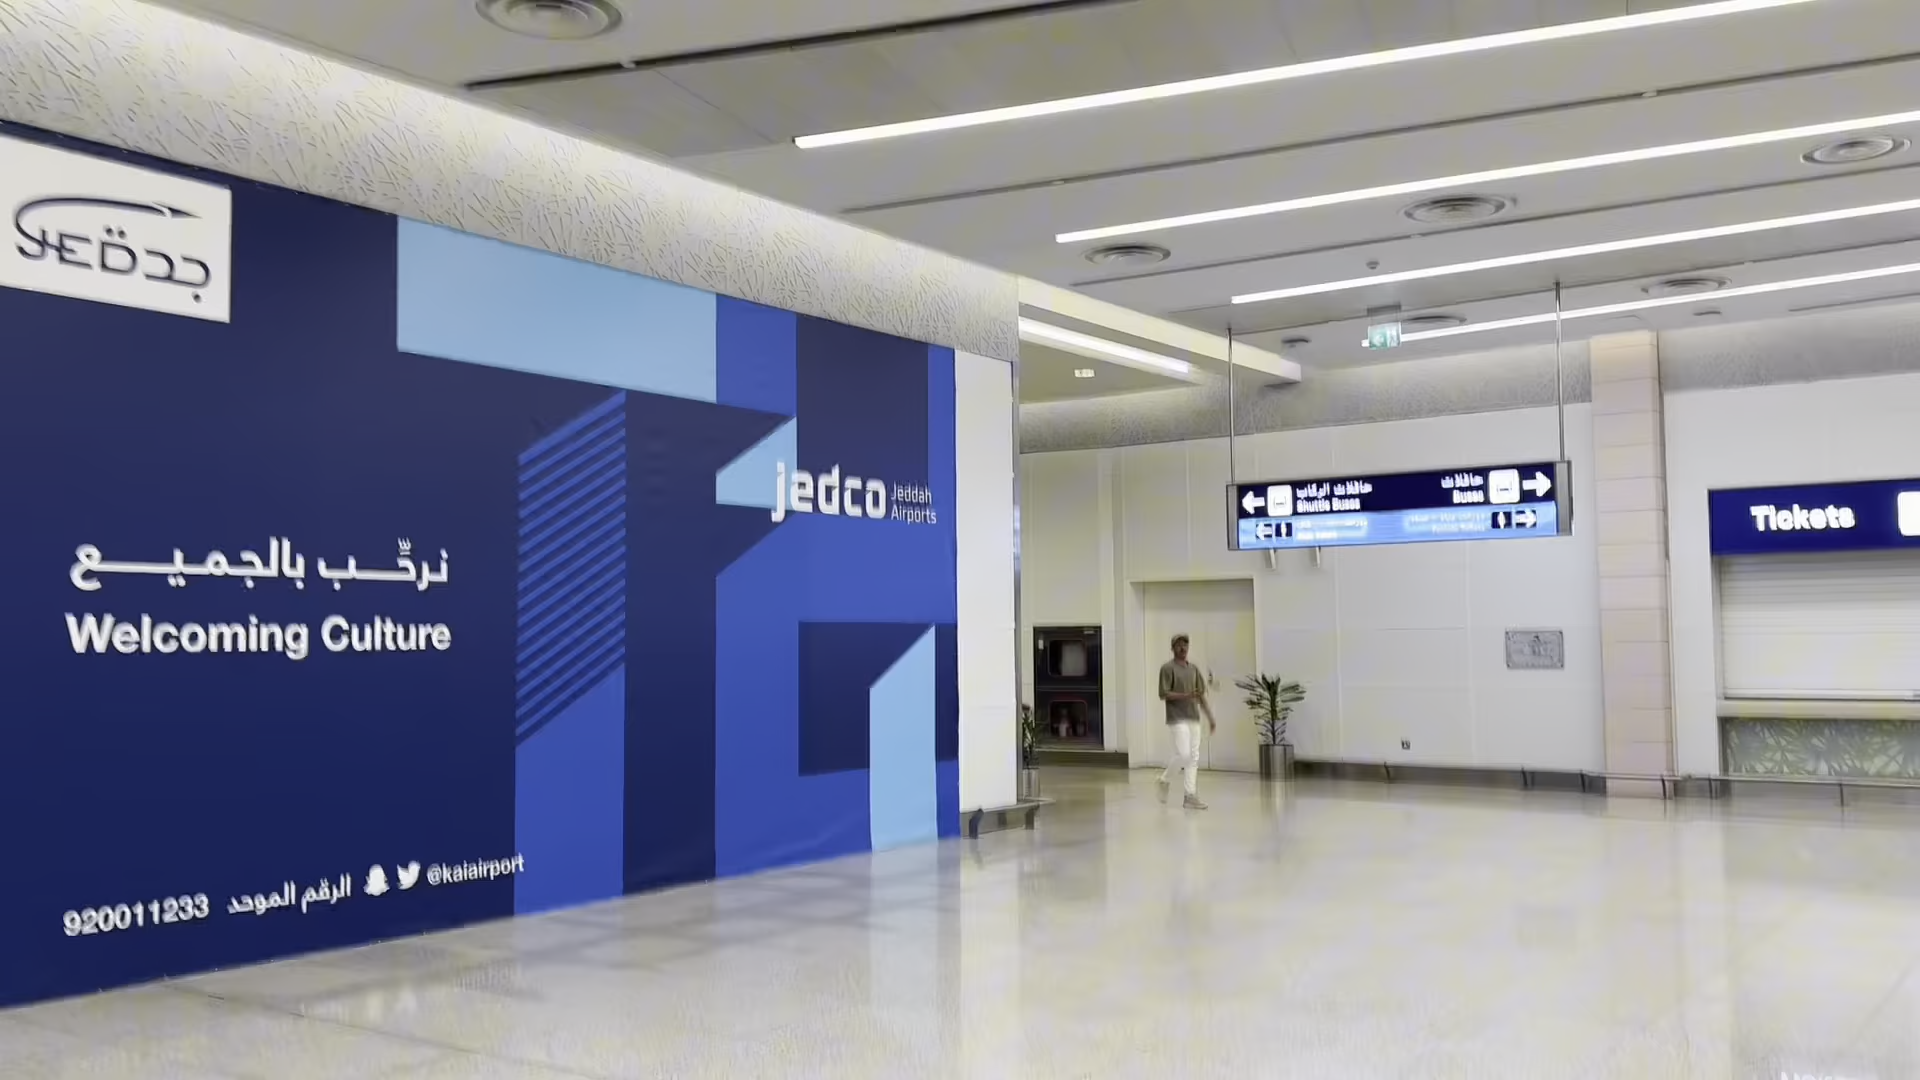 JED جدة
jedco Jeddah
Airports
نرحّب بالجميع
Welcoming Culture
920011233 الرقم الموحد @kaiairport
حافلات الركاب
Shuttle Buses
حافلات
Buses
Tickets